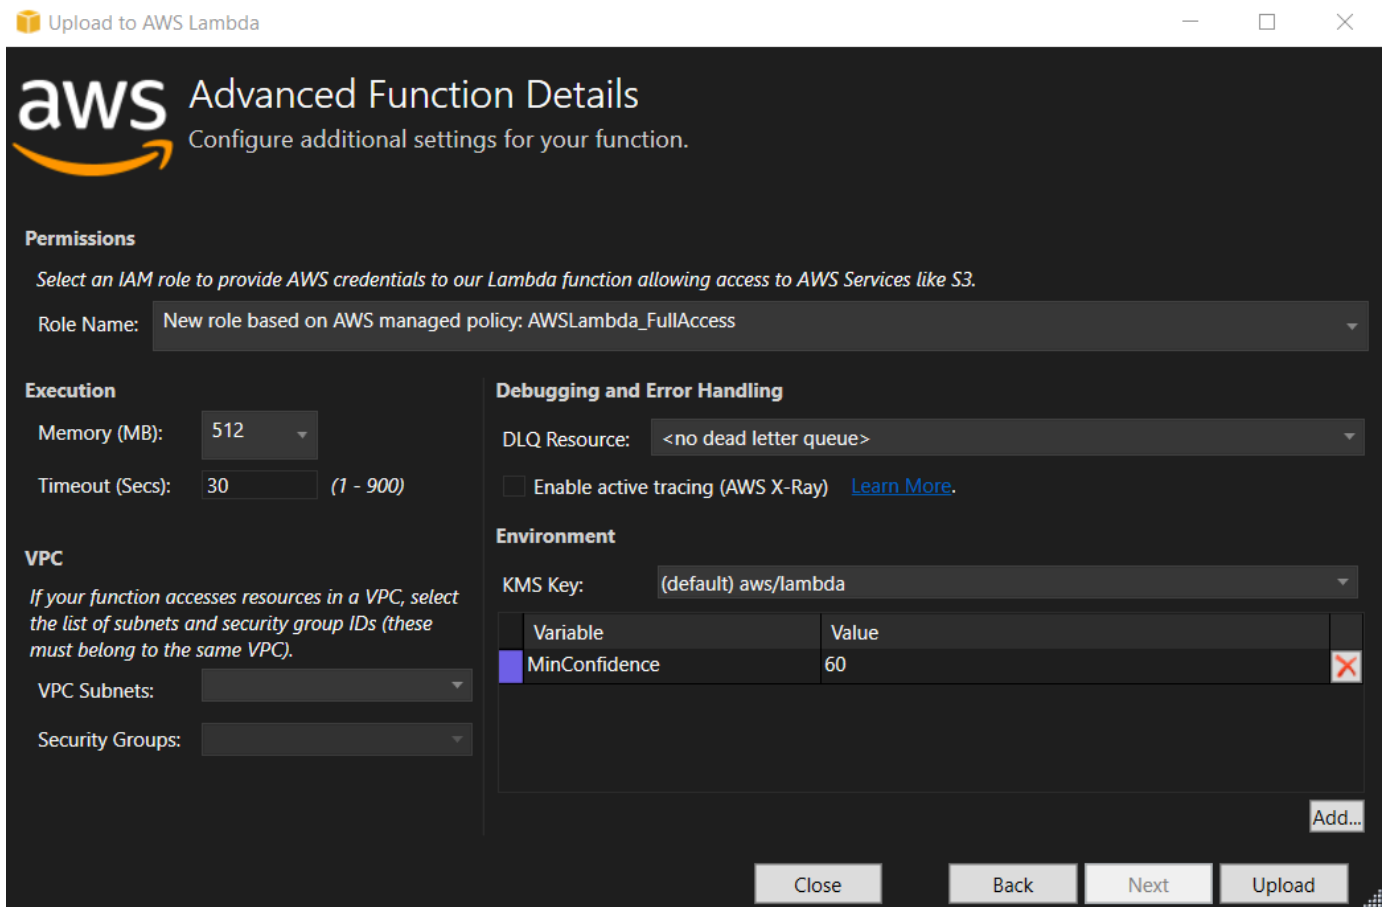 Upload to AWS Lambda
aws
Advanced Function Details
Configure additional settings for your function.
Permissions
Select an IAM role to provide AWS credentials to our Lambda function allowing access to AWS Services like S3.
Role Name: New role based on AWS managed policy: AWSLambda_FullAccess
Execution
Memory (MB): 512
Timeout (Secs): 30 (1 - 900)
VPC
If your function accesses resources in a VPC, select
the list of subnets and security group IDs (these
must belong to the same VPC).
VPC Subnets:
Security Groups:
Debugging and Error Handling
DLQ Resource: <no dead letter queue>
Enable active tracing (AWS X-Ray) Learn More.
Environment
KMS Key: (default) aws/lambda
Variable Value
MinConfidence 60
Add...
Close Back Next Upload